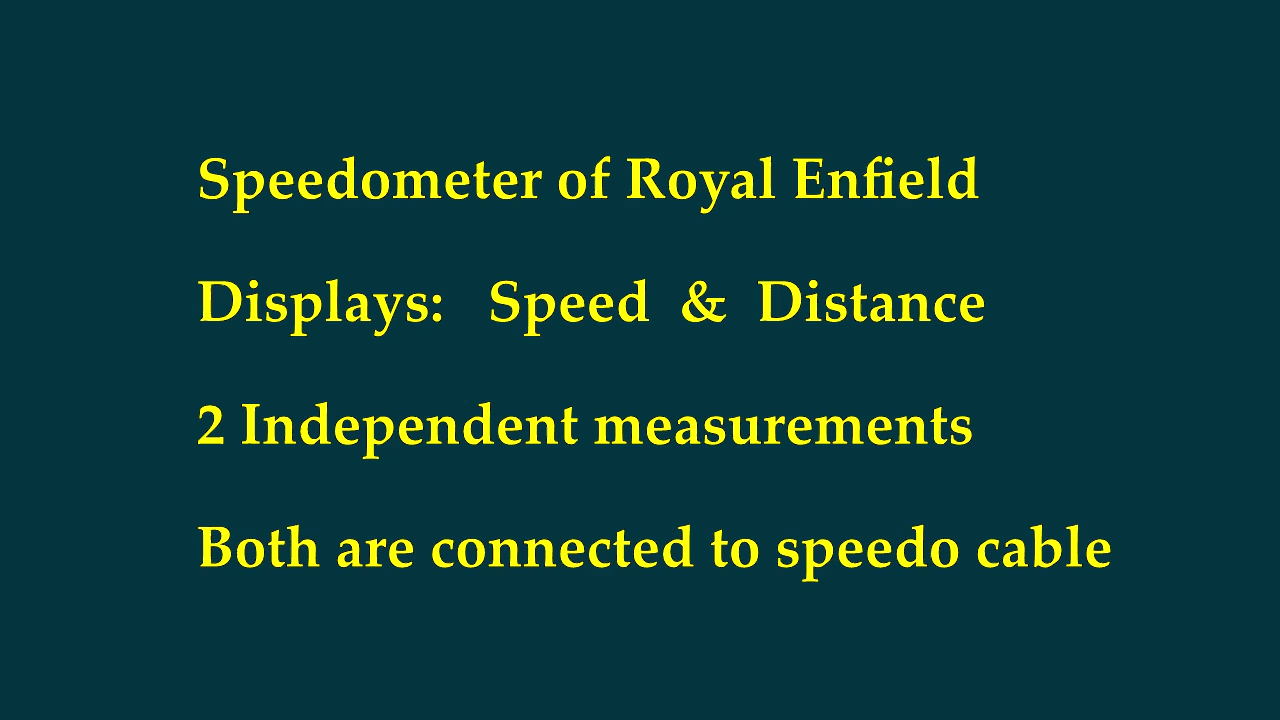 Speedometer of Royal Enfield
Displays: Speed & Distance
2 Independent measurements
Both are connected to speedo cable